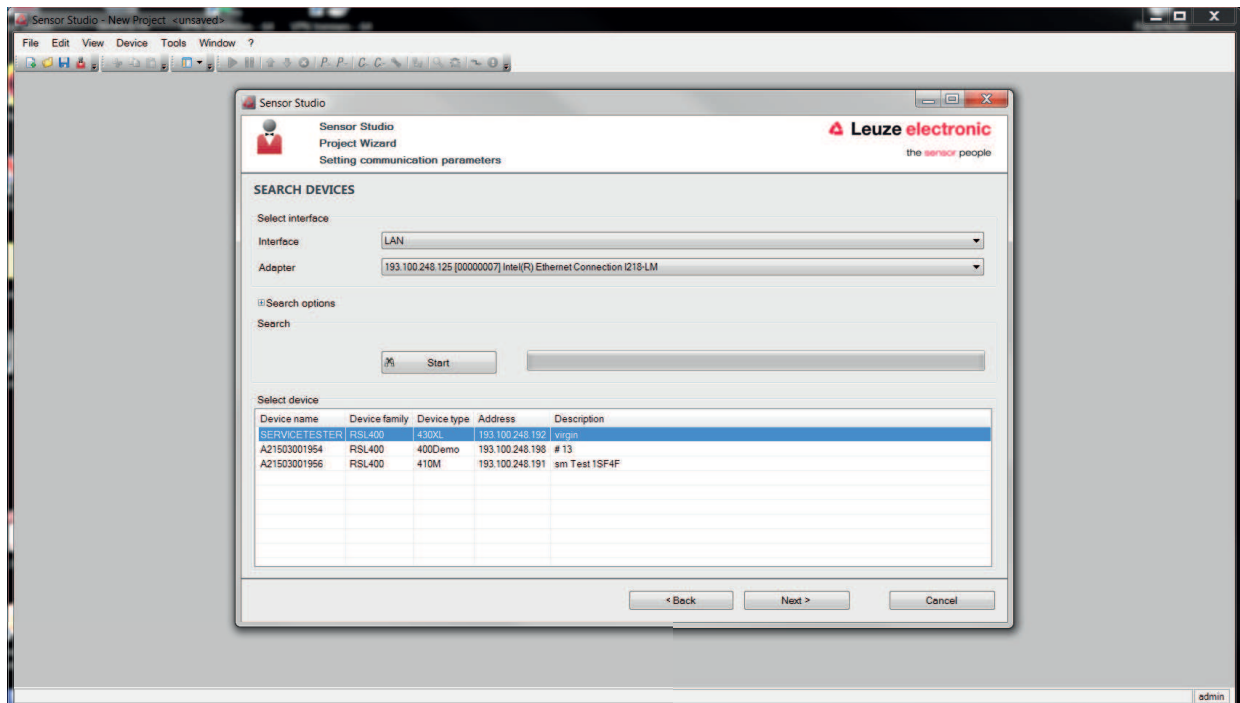 Sensor Studio - New Project <unsaved>
File Edit View Device Tools Window ?
Sensor Studio
Sensor Studio
Project Wizard
Setting communication parameters
Leuze electronic
the sensor people
SEARCH DEVICES
Select interface
Interface LAN
Adapter 193.100.248.125 [00000007] Intel(R) Ethernet Connection I218-LM
Search options
Search
Start
Select device
Device name Device family Device type Address Description
SERVICETESTER RSL400 430XL 193.100.248.192 virgin
A21503001954 RSL400 400Demo 193.100.248.198 # 13
A21503001956 RSL400 410M 193.100.248.191 sm Test 1SF4F
< Back Next > Cancel
admin